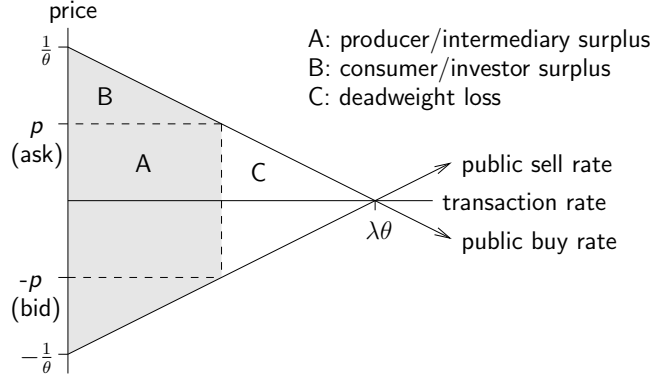 price
1/θ
A: producer/intermediary surplus
B: consumer/investor surplus
C: deadweight loss
B
p
(ask)
A
C
public sell rate
transaction rate
λθ
public buy rate
-p
(bid)
−1/θ